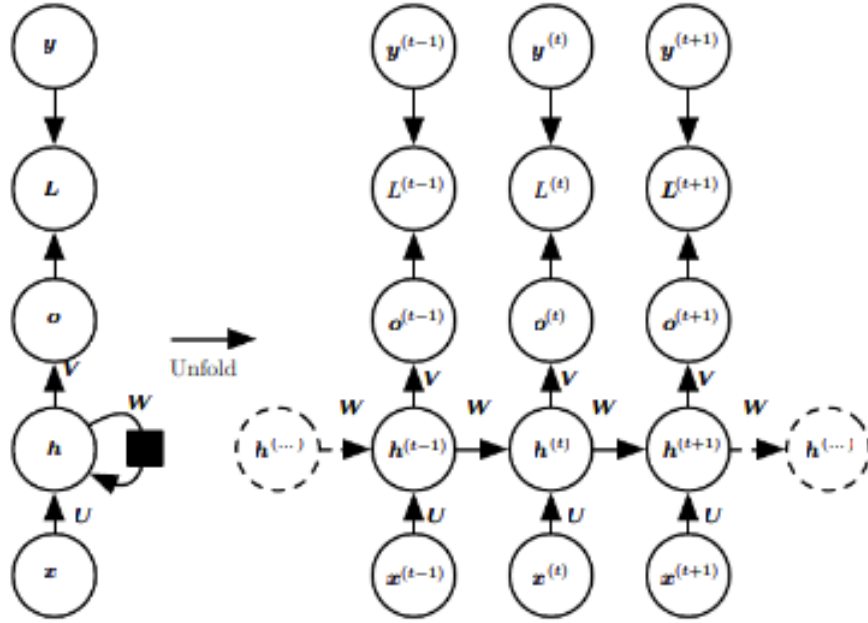 y y^(t−1) y^(t) y^(t+1)
L L^(t−1) L^(t) L^(t+1)
o o^(t−1) o^(t) o^(t+1)
Unfold
V V V V
W W W W W
h h^(...) h^(t−1) h^(t) h^(t+1) h^(...)
U U U U
x x^(t−1) x^(t) x^(t+1)